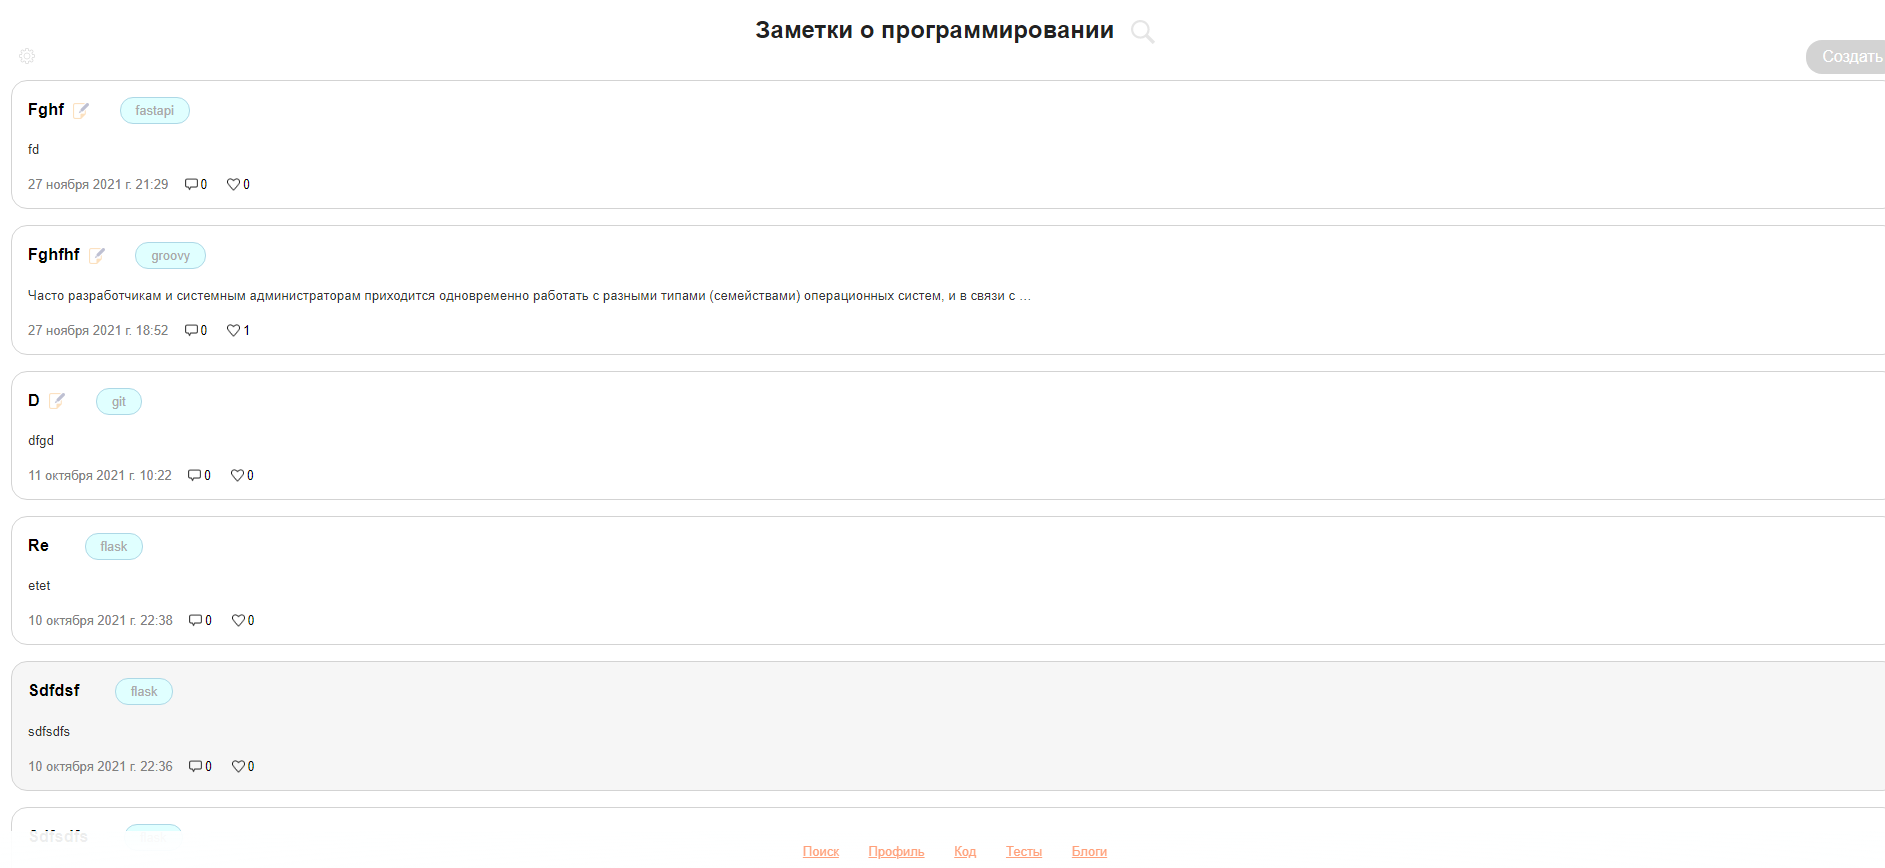 Заметки о программировании
Создать
Fghf fastapi
fd
27 ноября 2021 г. 21:29 0 0
Fghfhf groovy
Часто разработчикам и системным администраторам приходится одновременно работать с разными типами (семействами) операционных систем, и в связи с …
27 ноября 2021 г. 18:52 0 1
D git
dfgd
11 октября 2021 г. 10:22 0 0
Re flask
etet
10 октября 2021 г. 22:38 0 0
Sdfdsf flask
sdfsdfs
10 октября 2021 г. 22:36 0 0
Sdfsdfs
Поиск Профиль Код Тесты Блоги